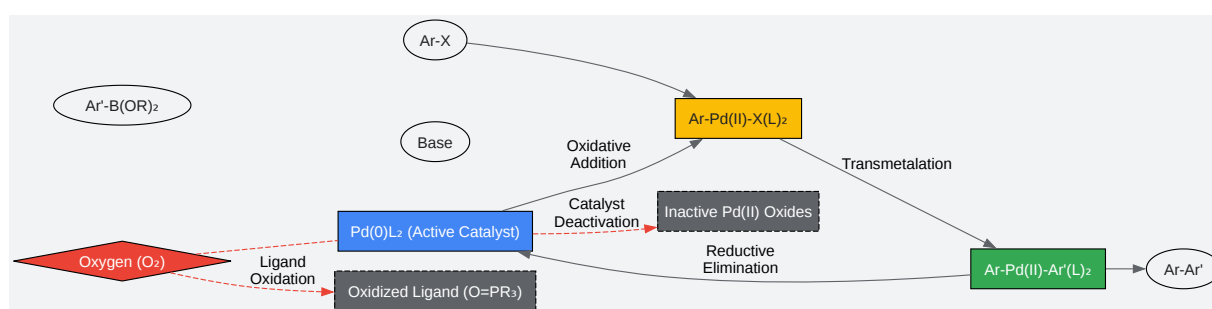 Ar-X
Ar'-B(OR)₂
Ar-Pd(II)-X(L)₂
Base
Oxidative
Addition
Transmetalation
Catalyst
Deactivation
Inactive Pd(II) Oxides
Pd(0)L₂ (Active Catalyst)
Oxygen (O₂)
Ligand
Oxidation
Reductive
Elimination
Ar-Pd(II)-Ar'(L)₂
Ar-Ar'
Oxidized Ligand (O=PR₃)